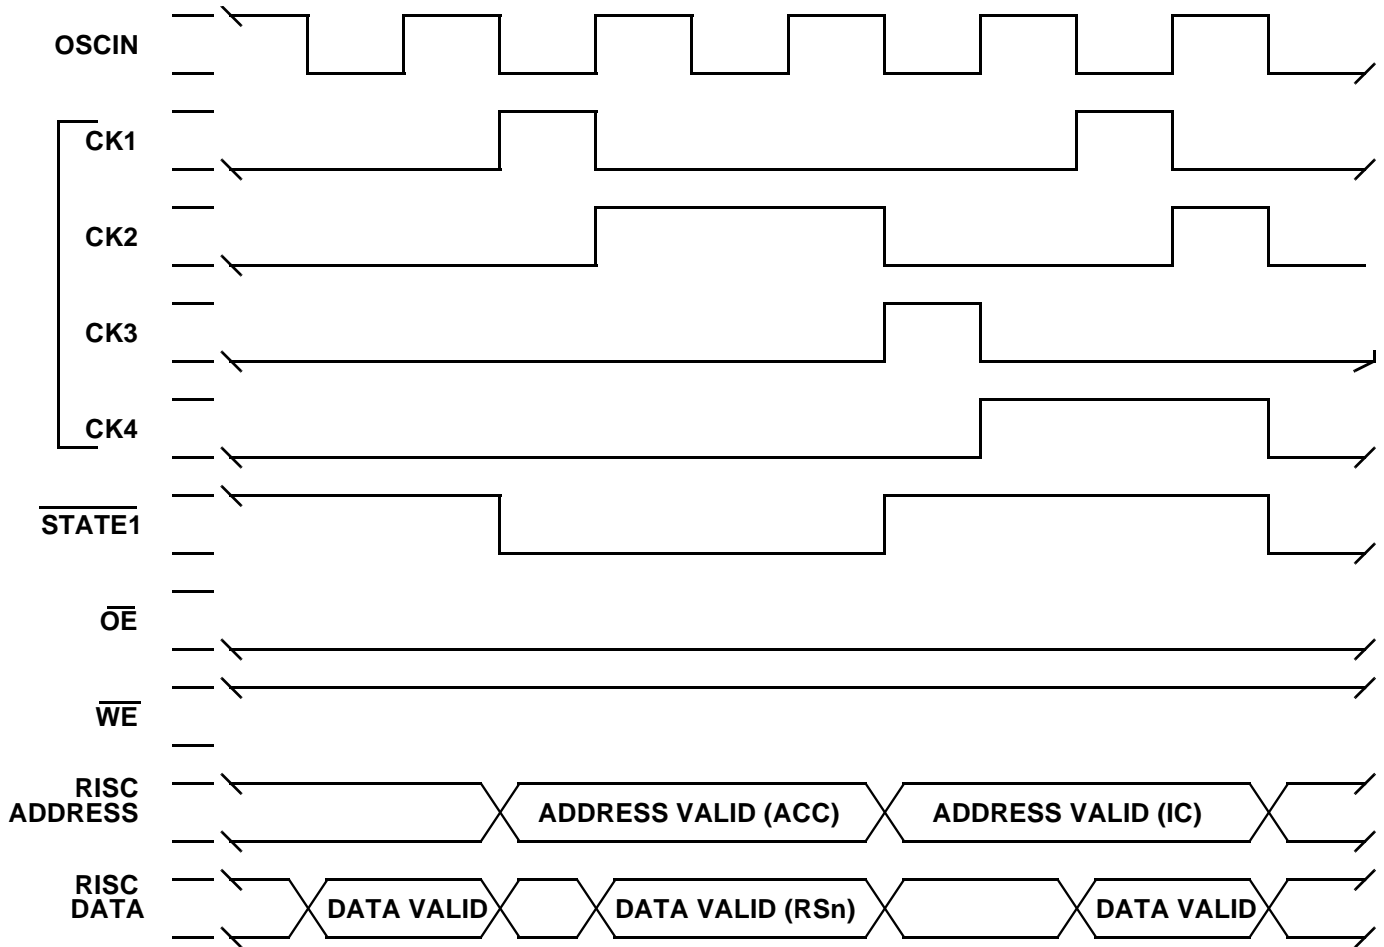 OSCIN
CK1
CK2
CK3
CK4
STATE1
OE
WE
RISC
ADDRESS
ADDRESS VALID (ACC)
ADDRESS VALID (IC)
RISC
DATA
DATA VALID
DATA VALID (RSn)
DATA VALID